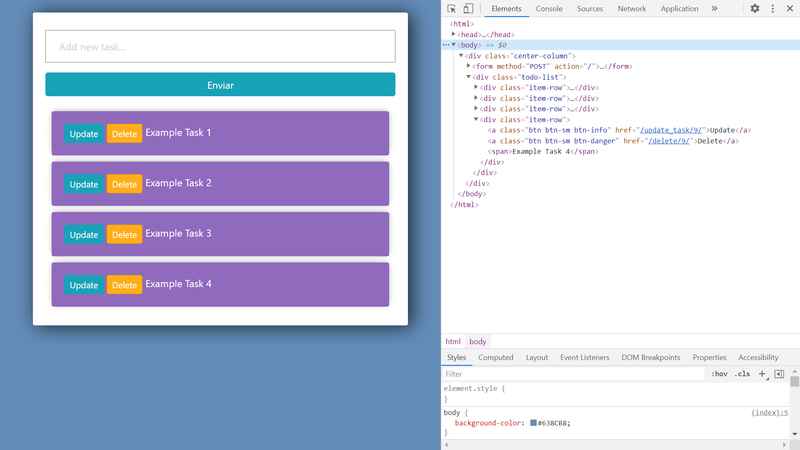 Add new task...
Enviar
Update Delete Example Task 1
Update Delete Example Task 2
Update Delete Example Task 3
Update Delete Example Task 4
Elements Console Sources Network Application »
<html>
<head>…</head>
<body> == $0
<div class="center-column">
<form method="POST" action="/">…</form>
<div class="todo-list">
<div class="item-row">…</div>
<div class="item-row">…</div>
<div class="item-row">…</div>
<div class="item-row">
<a class="btn btn-sm btn-info" href="/update_task/9/">Update</a>
<a class="btn btn-sm btn-danger" href="/delete/9/">Delete</a>
<span>Example Task 4</span>
</div>
</div>
</div>
</body>
</html>
html body
Styles Computed Layout Event Listeners DOM Breakpoints Properties Accessibility
Filter :hov .cls +
element.style {
}
body { (index):5
background-color: #638CB8;
}